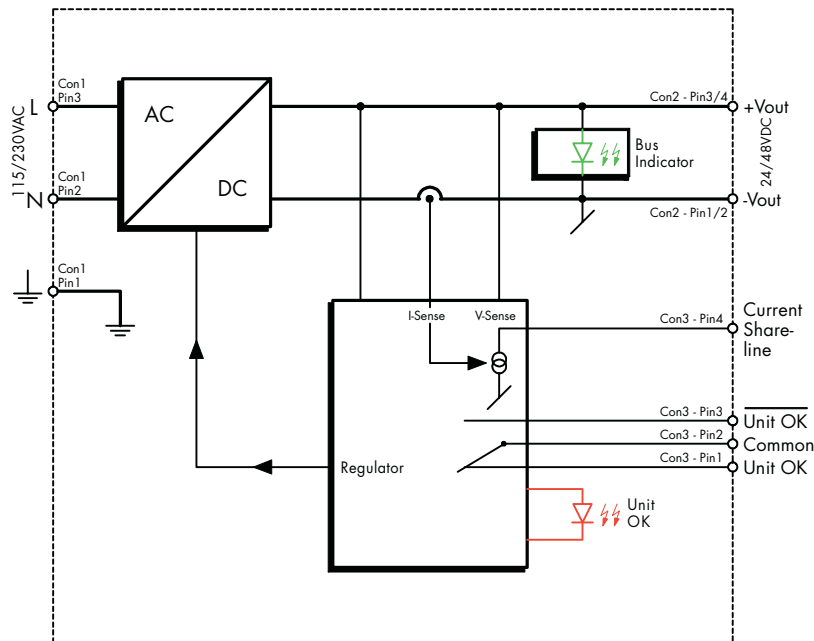 115/230VAC
L
Con1
Pin3
N
Con1
Pin2
Con1
Pin1
AC
DC
Con2 - Pin3/4
+Vout
24/48VDC
Bus
Indicator
-Vout
Con2 - Pin1/2
I-Sense
V-Sense
Con3 - Pin4
Current
Share-
line
Con3 - Pin3
Unit OK
Con3 - Pin2
Common
Con3 - Pin1
Unit OK
Regulator
Unit
OK